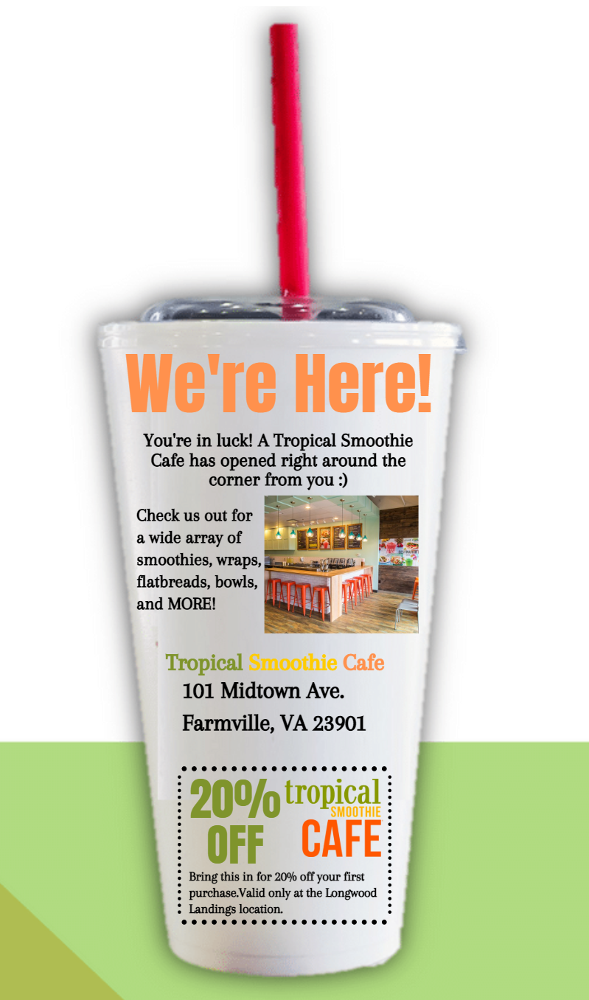 We're Here!
You're in luck! A Tropical Smoothie
Cafe has opened right around the
corner from you :)
Check us out for
a wide array of
smoothies, wraps,
flatbreads, bowls,
and MORE!
Tropical Smoothie Cafe
101 Midtown Ave.
Farmville, VA 23901
20%
OFF
tropical
SMOOTHIE
CAFE
Bring this in for 20% off your first
purchase.Valid only at the Longwood
Landings location.